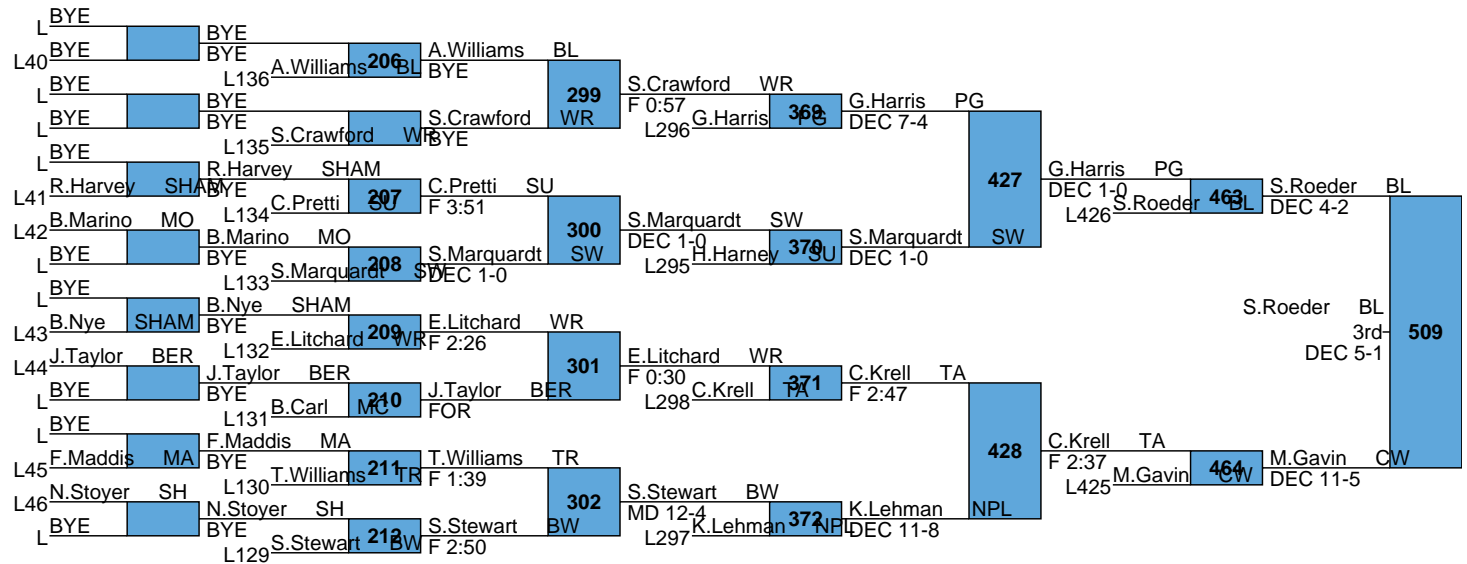 BYE
L
BYE
L40
BYE
BYE
206
L136 A.Williams BL
A.Williams BL
BYE
BYE
L
BYE
L
BYE
BYE
L135 S.Crawford WR
S.Crawford WR
BYE
299
S.Crawford WR
F 0:57
369
L296 G.Harris PG
G.Harris PG
DEC 7-4
BYE
L
R.Harvey SHAM
L41
R.Harvey SHAM
BYE
207
L134 C.Pretti SU
C.Pretti SU
F 3:51
B.Marino MO
L42
BYE
L
B.Marino MO
BYE
208
L133 S.Marquardt SW
S.Marquardt SW
DEC 1-0
300
S.Marquardt SW
DEC 1-0
370
L295 H.Harney SU
S.Marquardt SW
DEC 1-0
427
G.Harris PG
DEC 1-0
463
L426 S.Roeder BL
S.Roeder BL
DEC 4-2
BYE
L
B.Nye SHAM
L43
B.Nye SHAM
BYE
209
L132 E.Litchard WR
E.Litchard WR
F 2:26
J.Taylor BER
L44
BYE
L
J.Taylor BER
BYE
210
L131 B.Carl MC
J.Taylor BER
FOR
301
E.Litchard WR
F 0:30
371
L298 C.Krell TA
C.Krell TA
F 2:47
BYE
L
F.Maddis MA
L45
F.Maddis MA
BYE
211
L130 T.Williams TR
T.Williams TR
F 1:39
N.Stoyer SH
L46
BYE
L
N.Stoyer SH
BYE
212
L129 S.Stewart BW
S.Stewart BW
F 2:50
302
S.Stewart BW
MD 12-4
372
L297 K.Lehman NPL
K.Lehman NPL
DEC 11-8
428
C.Krell TA
F 2:37
464
L425 M.Gavin CW
M.Gavin CW
DEC 11-5
509
S.Roeder BL
3rd
DEC 5-1